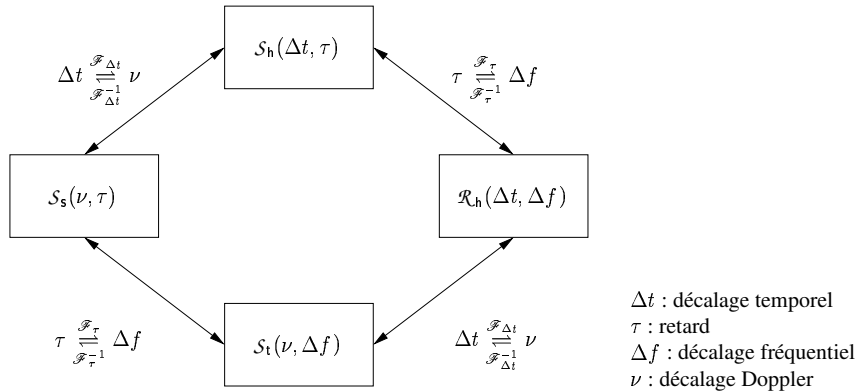 𝒮_h(Δt, τ)
Δt ⇌ ν
ℱ_Δt
ℱ_Δt^−1
τ ⇌ Δf
ℱ_τ
ℱ_τ^−1
𝒮_s(ν, τ)
ℛ_h(Δt, Δf)
τ ⇌ Δf
ℱ_τ
ℱ_τ^−1
𝒮_t(ν, Δf)
Δt ⇌ ν
ℱ_Δt
ℱ_Δt^−1
Δt : décalage temporel
τ : retard
Δf : décalage fréquentiel
ν : décalage Doppler